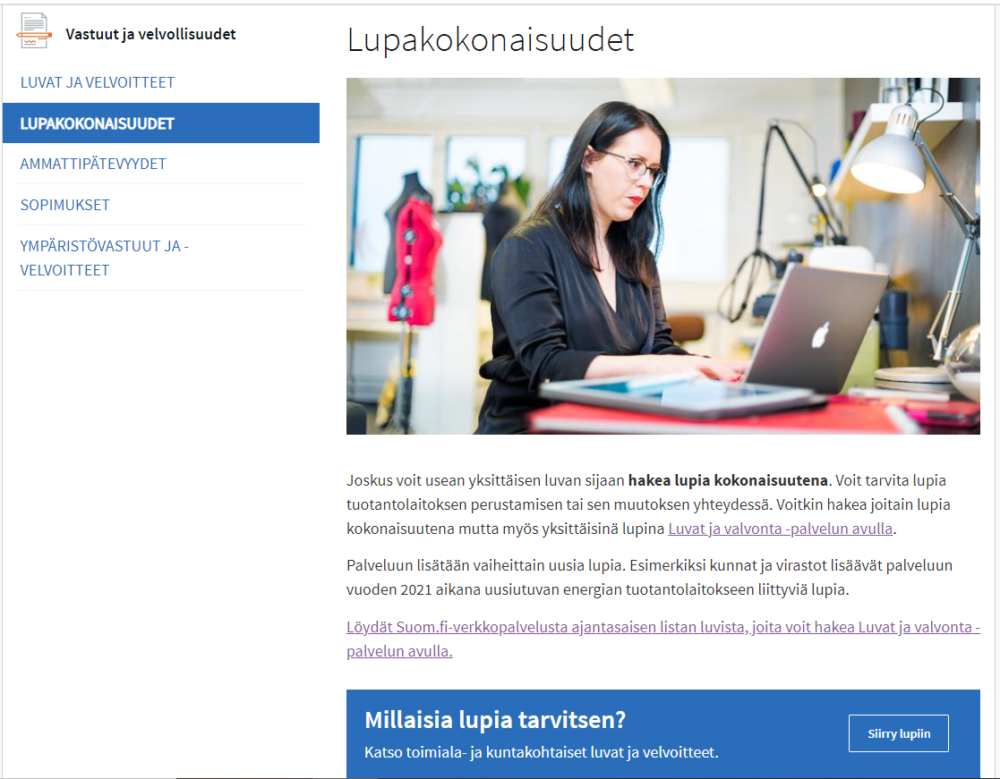 Vastuut ja velvollisuudet
LUVAT JA VELVOITTEET
LUPAKOKONAISUUDET
AMMATTIPÄTEVYYDET
SOPIMUKSET
YMPÄRISTÖVASTUUT JA -
VELVOITTEET
Lupakokonaisuudet
Joskus voit usean yksittäisen luvan sijaan hakea lupia kokonaisuutena. Voit tarvita lupia
tuotantolaitoksen perustamisen tai sen muutoksen yhteydessä. Voitkin hakea joitain lupia
kokonaisuutena mutta myös yksittäisinä lupina Luvat ja valvonta -palvelun avulla.
Palveluun lisätään vaiheittain uusia lupia. Esimerkiksi kunnat ja virastot lisäävät palveluun
vuoden 2021 aikana uusiutuvan energian tuotantolaitokseen liittyviä lupia.
Löydät Suom.fi-verkkopalvelusta ajantasaisen listan luvista, joita voit hakea Luvat ja valvonta -
palvelun avulla.
Millaisia lupia tarvitsen?
Katso toimiala- ja kuntakohtaiset luvat ja velvoitteet.
Siirry lupiin